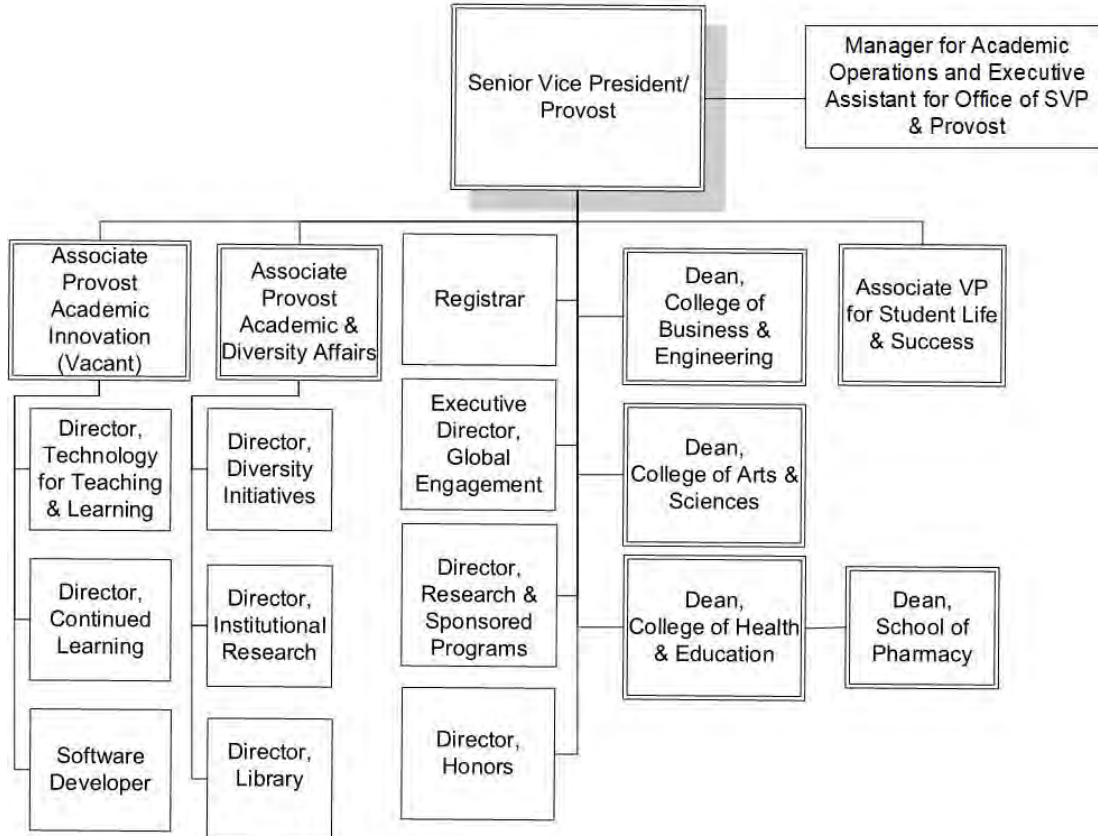 Senior Vice President/
Provost
Manager for Academic
Operations and Executive
Assistant for Office of SVP
& Provost
Associate
Provost
Academic
Innovation
(Vacant)
Associate
Provost
Academic &
Diversity Affairs
Registrar
Dean,
College of
Business &
Engineering
Associate VP
for Student Life
& Success
Director,
Technology
for Teaching
& Learning
Director,
Diversity
Initiatives
Executive
Director,
Global
Engagement
Dean,
College of Arts &
Sciences
Director,
Continued
Learning
Director,
Institutional
Research
Director,
Research &
Sponsored
Programs
Dean,
College of Health
& Education
Dean,
School of
Pharmacy
Software
Developer
Director,
Library
Director,
Honors